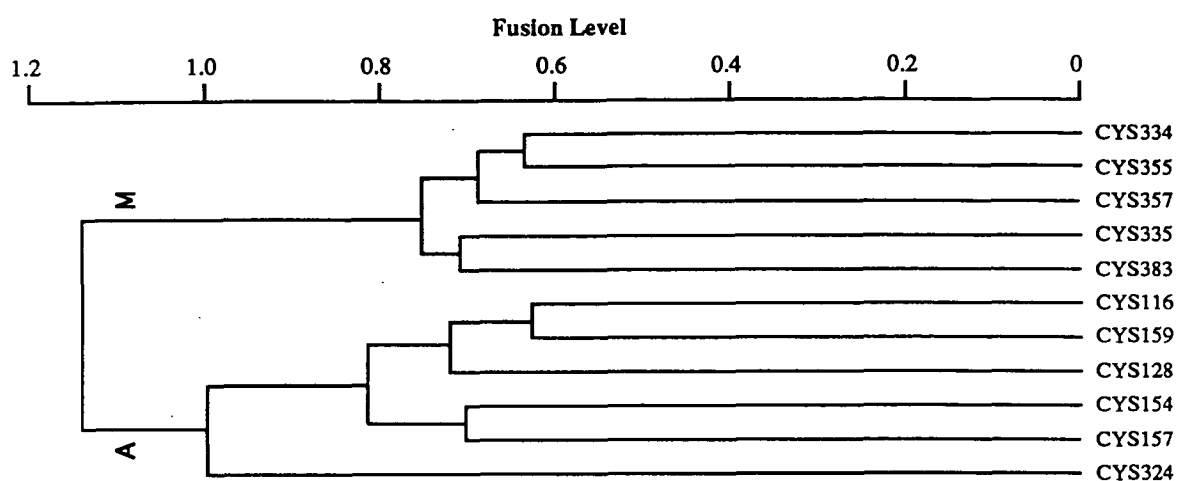 Fusion Level
1.2 1.0 0.8 0.6 0.4 0.2 0
CYS334
CYS355
M
CYS357
CYS335
CYS383
CYS116
CYS159
CYS128
CYS154
A
CYS157
CYS324